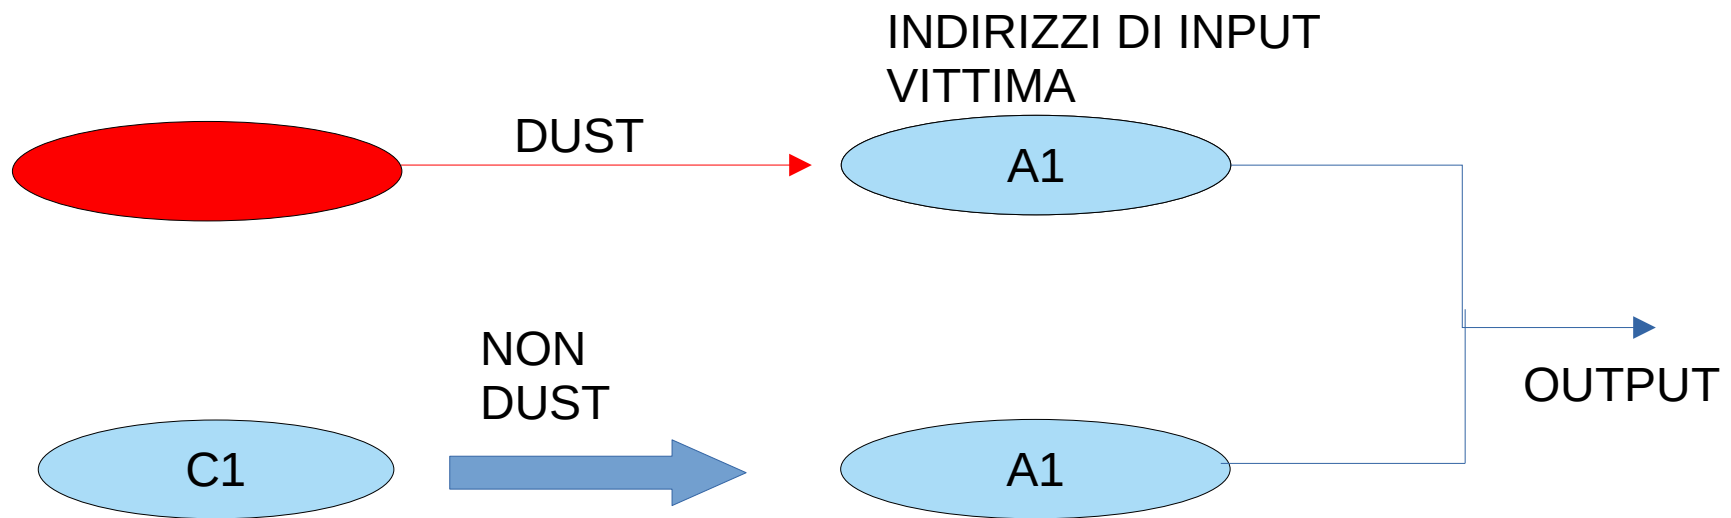 INDIRIZZI DI INPUT
VITTIMA
DUST
A1
NON
DUST
OUTPUT
C1
A1